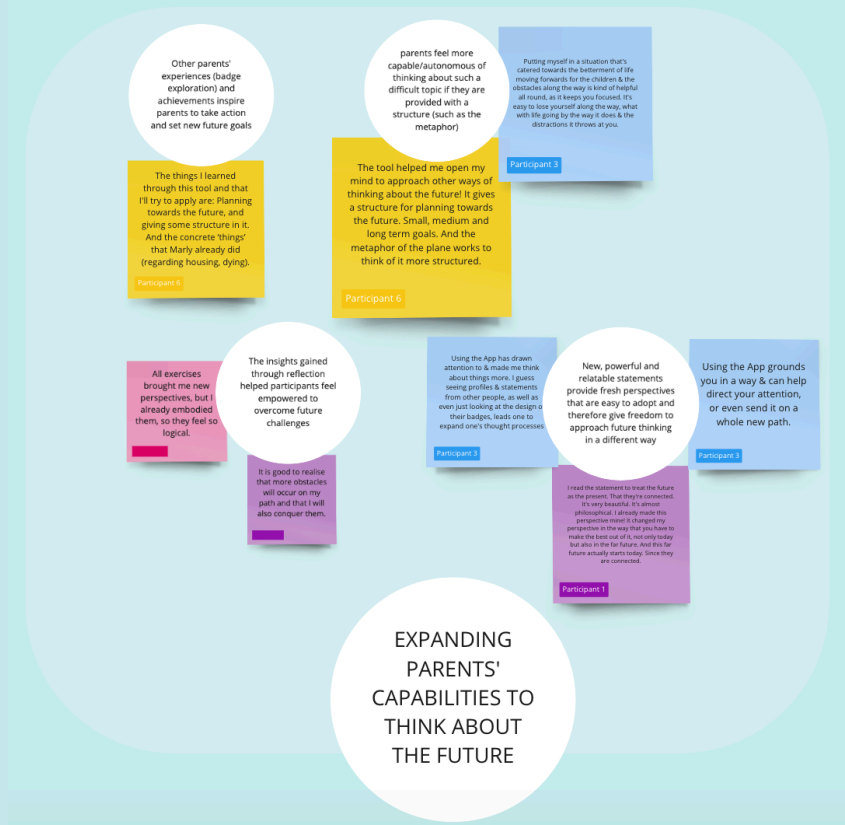 Other parents'
experiences (badge
exploration) and
achievements inspire
parents to take action
and set new future goals
The things I learned
through this tool and that
I'll try to apply are: Planning
towards the future, and
giving some structure in it.
And the concrete 'things'
that Marly already did
(regarding housing, dying).
Participant 6
parents feel more
capable/autonomous of
thinking about such a
difficult topic if they are
provided with a
structure (such as the
metaphor)
Putting myself in a situation that's
catered towards the betterment of life
moving forwards for the children & the
obstacles along the way is kind of helpful
all round, as it keeps you focused. It's
easy to lose yourself along the way, what
with life going by the way it does & the
distractions it throws at you.
Participant 3
The tool helped me open my
mind to approach other ways of
thinking about the future! It gives
a structure for planning towards
the future. Small, medium and
long term goals. And the
metaphor of the plane works to
think of it more structured.
Participant 6
All exercises
brought me new
perspectives, but I
already embodied
them, so they feel so
logical.
The insights gained
through reflection
helped participants feel
empowered to
overcome future
challenges
It is good to realise
that more obstacles
will occur on my
path and that I will
also conquer them.
Using the App has drawn
attention to & made me think
about things more. I guess
seeing profiles & statements
from other people, as well as
even just looking at the design o
their badges, leads one to
expand one's thought processes
Participant 3
New, powerful and
relatable statements
provide fresh perspectives
that are easy to adopt and
therefore give freedom to
approach future thinking
in a different way
Using the App grounds
you in a way & can help
direct your attention,
or even send it on a
whole new path.
Participant 3
I read the statement to treat the future
as the present. That they're connected.
It's very beautiful. It's almost
philosophical. I already made this
perspective mine! It changed my
perspective in the way that you have to
make the best out of it, not only today
but also in the far future. And this far
future actually starts today. Since they
are connected.
Participant 1
EXPANDING
PARENTS'
CAPABILITIES TO
THINK ABOUT
THE FUTURE